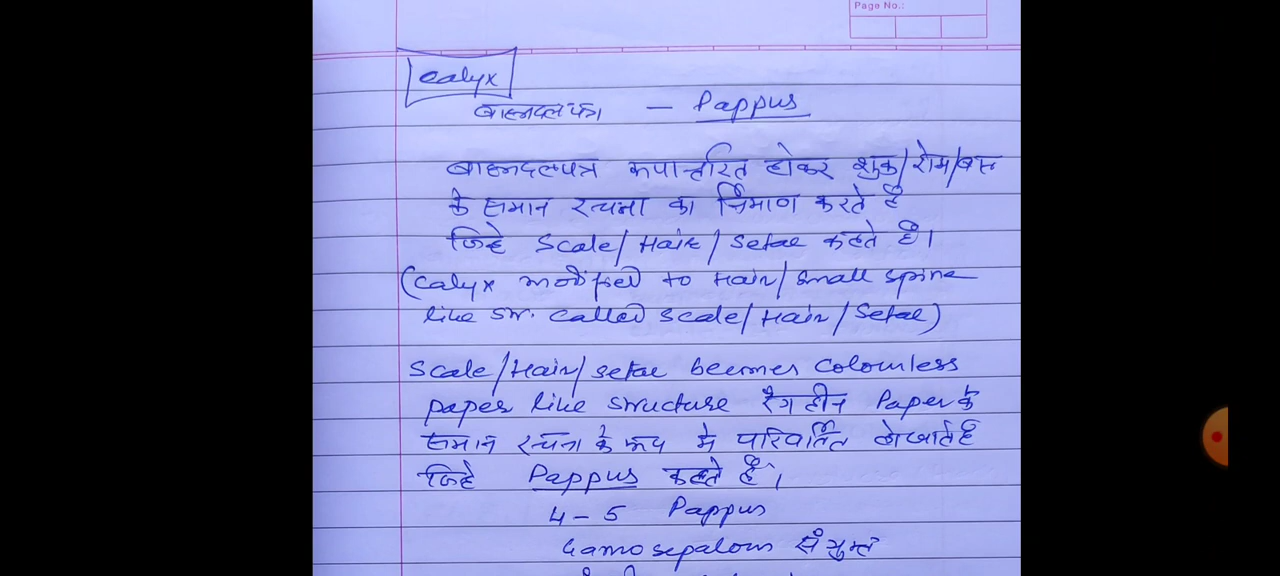 Page No.:
Calyx
बाह्यदलपत्र — Pappus
बाह्यदलपत्र रूपान्तरित होकर शुक/रोम/
के समान रचना का निर्माण करते हैं
जिन्हे Scale/Hair/Setae कहते है।
(Calyx modified to Hair/small spine
like str. called scale/Hair/Setae)
Scale/Hair/setae becomes colourless
paper like structure रंगहीन Paper के
समान रचना के रूप मे परिवर्तित होजाते है
जिन्हे Pappus कहते है।
4-5 Pappus
Gamosepalous संयुक्त